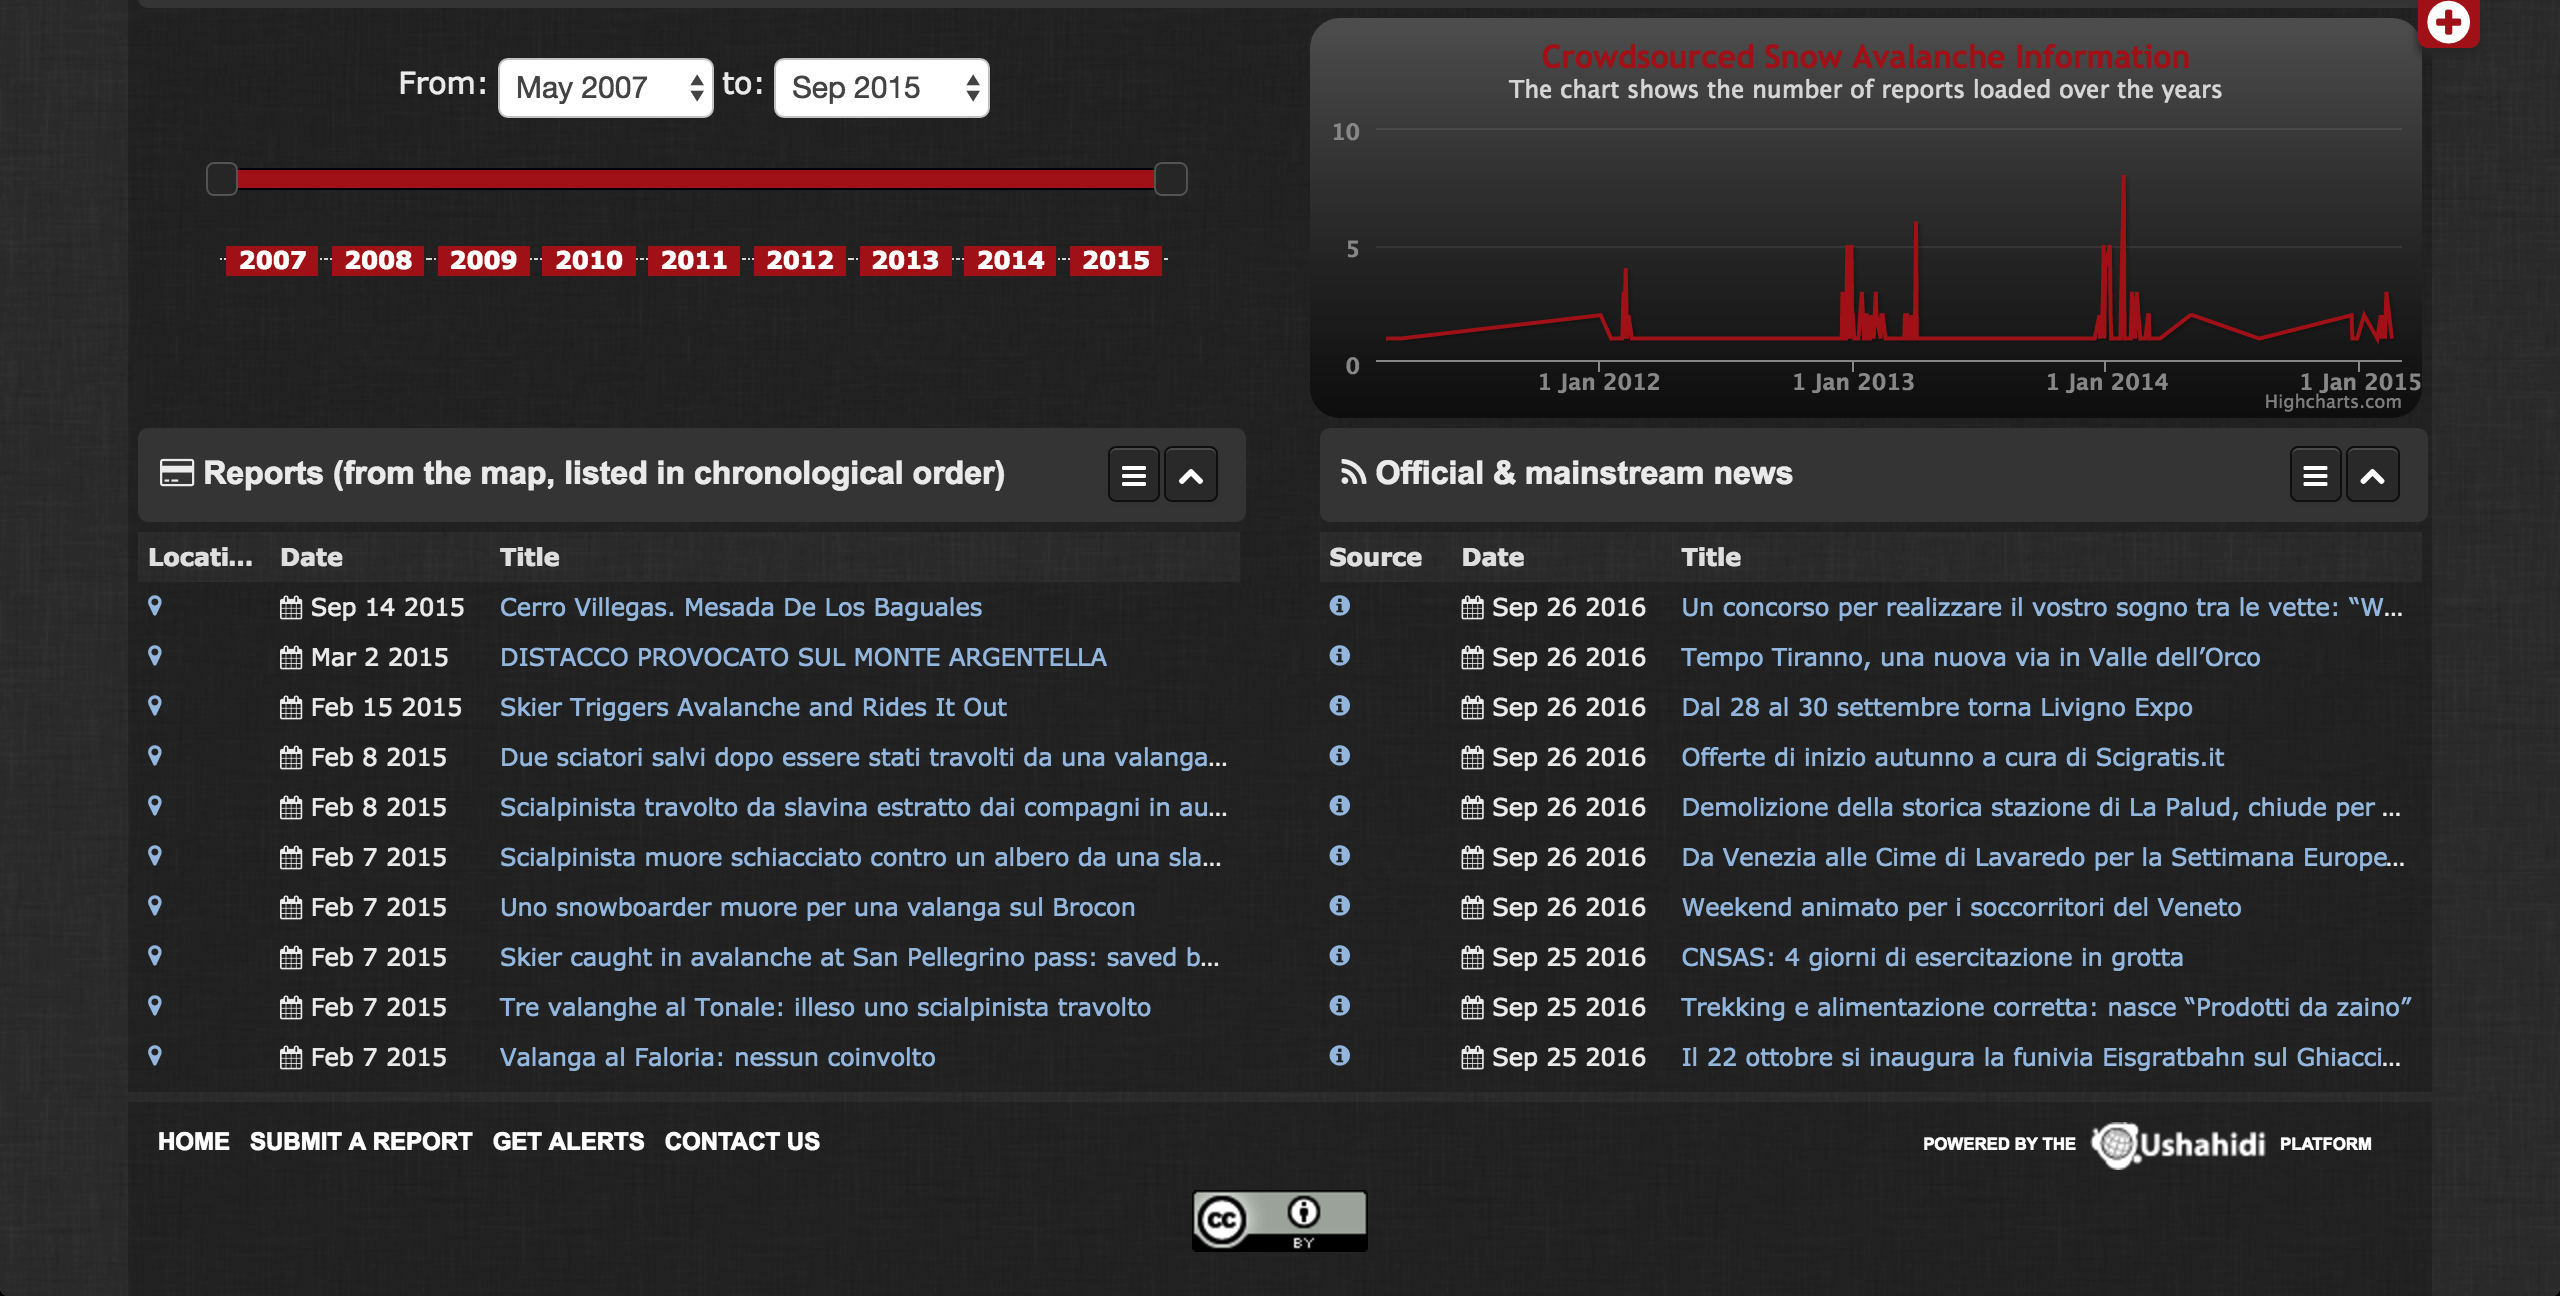 From: May 2007 to: Sep 2015
2007 2008 2009 2010 2011 2012 2013 2014 2015
Crowdsourced Snow Avalanche Information
The chart shows the number of reports loaded over the years
10
5
0
1 Jan 2012 1 Jan 2013 1 Jan 2014 1 Jan 2015
Highcharts.com
Reports (from the map, listed in chronological order)
Locati... Date Title
Sep 14 2015 Cerro Villegas. Mesada De Los Baguales
Mar 2 2015 DISTACCO PROVOCATO SUL MONTE ARGENTELLA
Feb 15 2015 Skier Triggers Avalanche and Rides It Out
Feb 8 2015 Due sciatori salvi dopo essere stati travolti da una valanga...
Feb 8 2015 Scialpinista travolto da slavina estratto dai compagni in au...
Feb 7 2015 Scialpinista muore schiacciato contro un albero da una sla...
Feb 7 2015 Uno snowboarder muore per una valanga sul Brocon
Feb 7 2015 Skier caught in avalanche at San Pellegrino pass: saved b...
Feb 7 2015 Tre valanghe al Tonale: illeso uno scialpinista travolto
Feb 7 2015 Valanga al Faloria: nessun coinvolto
Official & mainstream news
Source Date Title
Sep 26 2016 Un concorso per realizzare il vostro sogno tra le vette: “W...
Sep 26 2016 Tempo Tiranno, una nuova via in Valle dell’Orco
Sep 26 2016 Dal 28 al 30 settembre torna Livigno Expo
Sep 26 2016 Offerte di inizio autunno a cura di Scigratis.it
Sep 26 2016 Demolizione della storica stazione di La Palud, chiude per ...
Sep 26 2016 Da Venezia alle Cime di Lavaredo per la Settimana Europe...
Sep 26 2016 Weekend animato per i soccorritori del Veneto
Sep 25 2016 CNSAS: 4 giorni di esercitazione in grotta
Sep 25 2016 Trekking e alimentazione corretta: nasce “Prodotti da zaino”
Sep 25 2016 Il 22 ottobre si inaugura la funivia Eisgratbahn sul Ghiacci...
HOME SUBMIT A REPORT GET ALERTS CONTACT US
POWERED BY THE Ushahidi PLATFORM
CC
BY